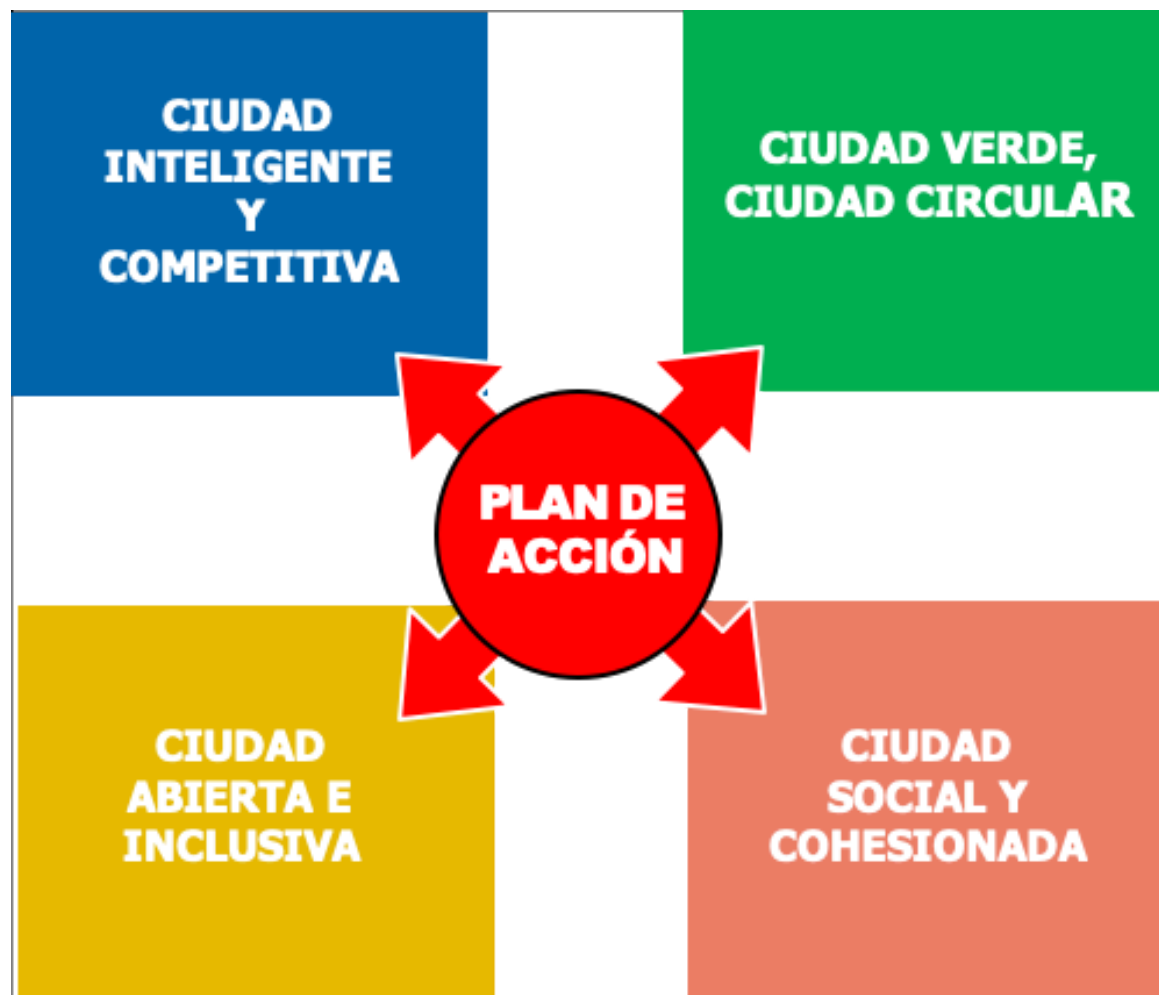 CIUDAD
INTELIGENTE
Y
COMPETITIVA
CIUDAD VERDE,
CIUDAD CIRCULAR
PLAN DE
ACCIÓN
CIUDAD
ABIERTA E
INCLUSIVA
CIUDAD
SOCIAL Y
COHESIONADA